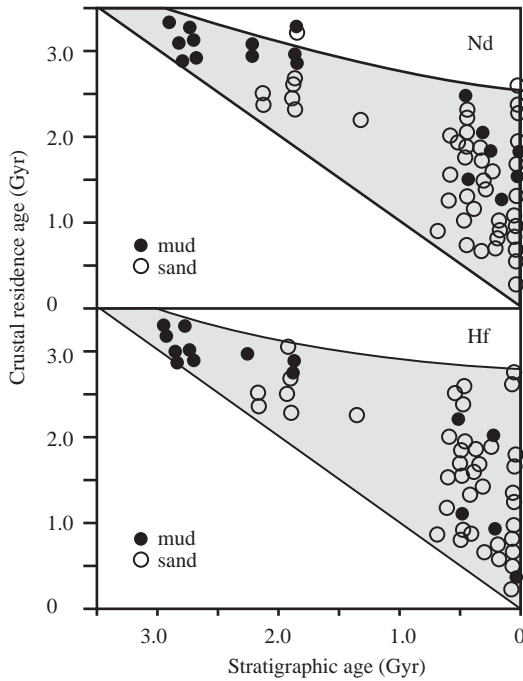 Nd
3.0
2.0
1.0
0
mud
sand
Crustal residence age (Gyr)
Hf
3.0
2.0
1.0
0
mud
sand
3.0 2.0 1.0 0
Stratigraphic age (Gyr)